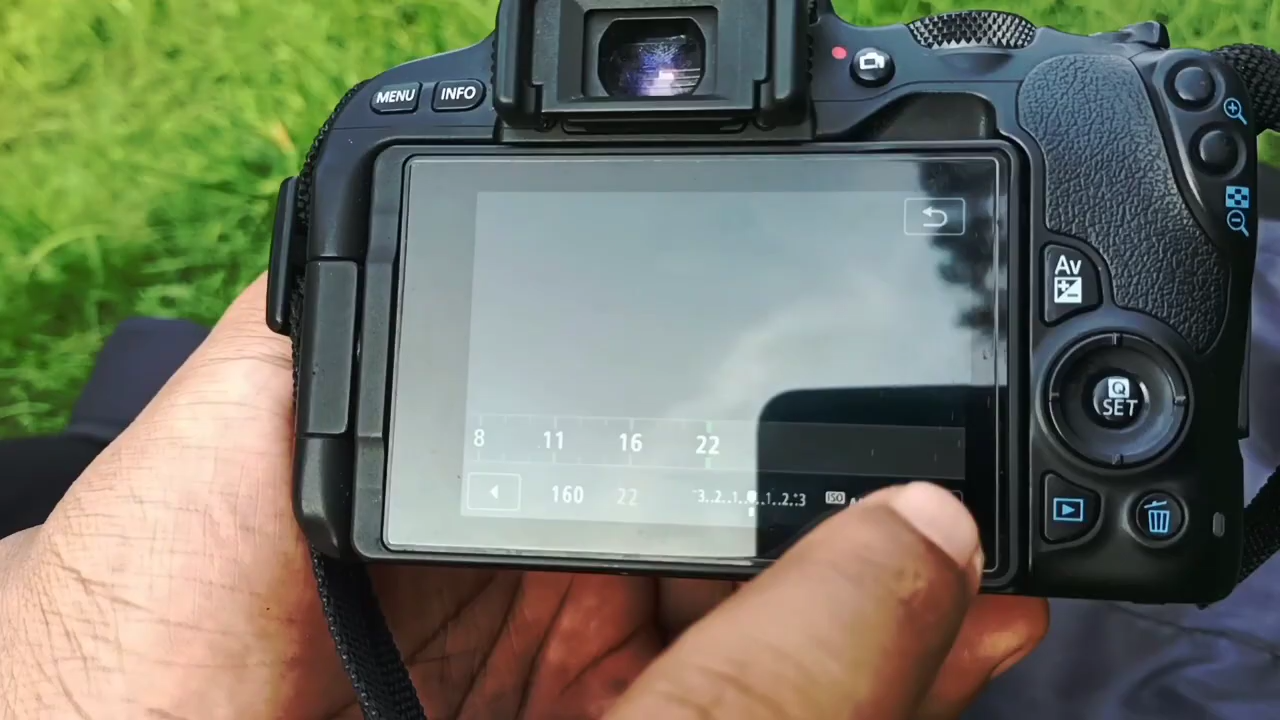 MENU INFO
Av
Q
SET
8 11 16 22
160 22 -3..2..1..0..1..2.:3 ISO